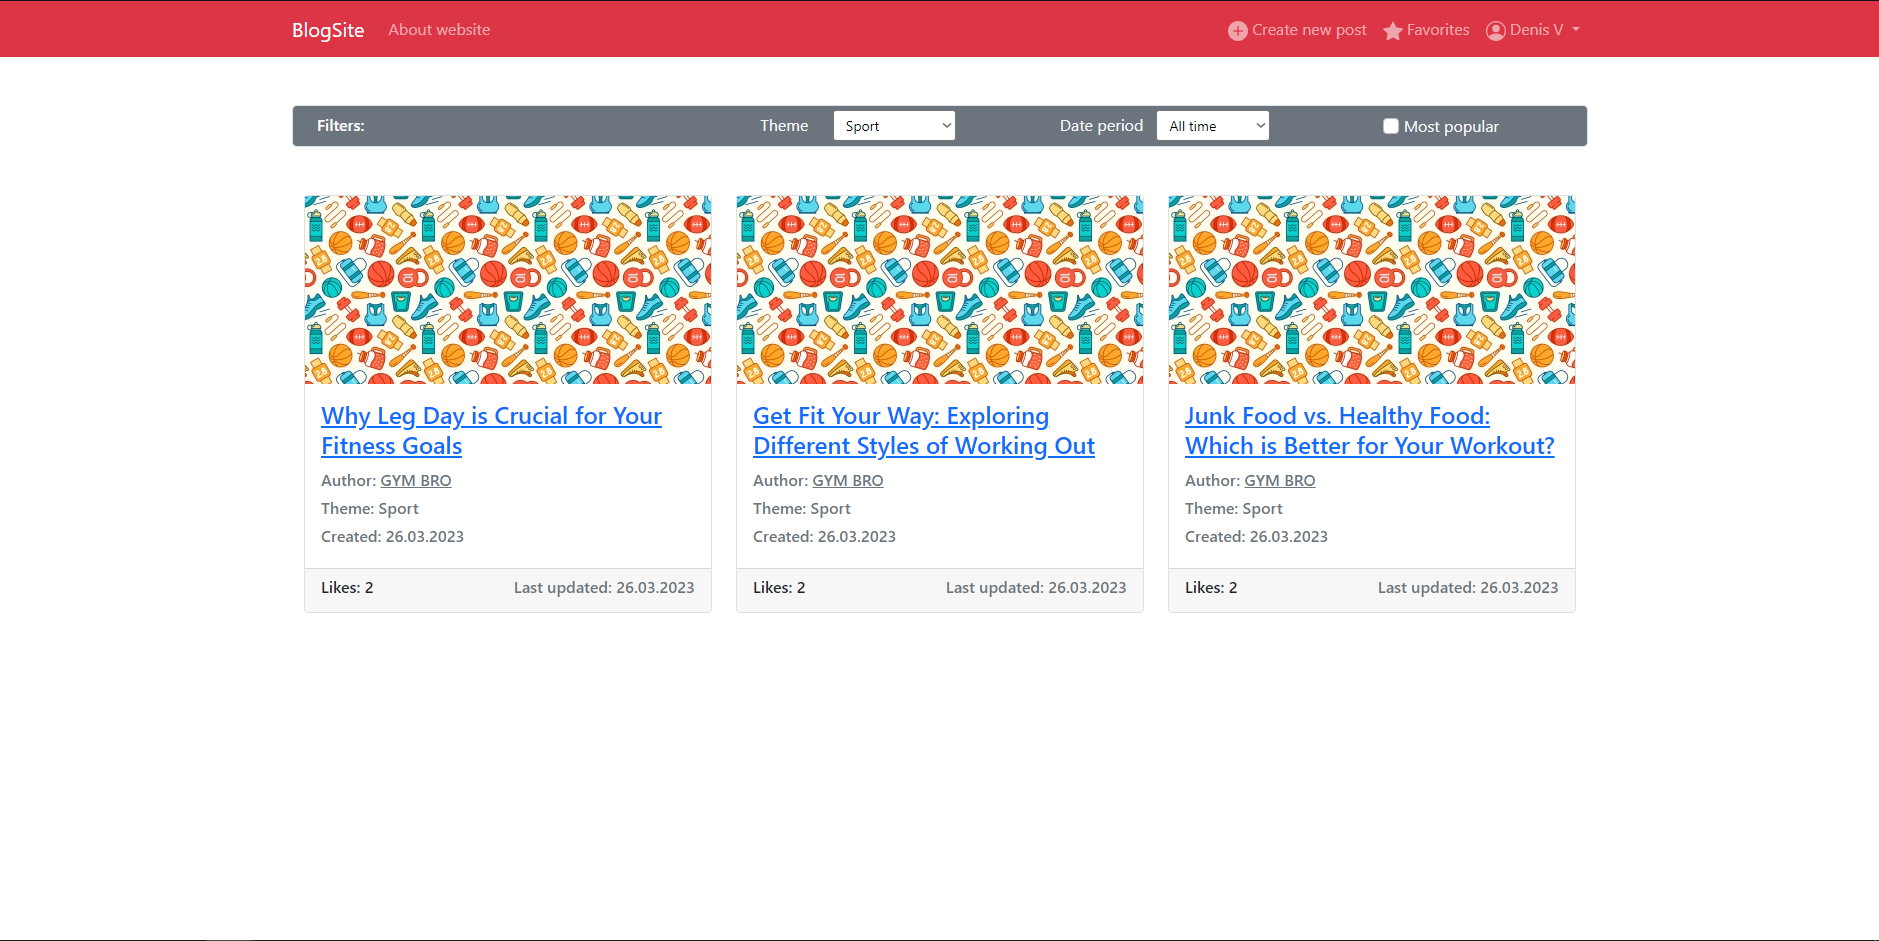 BlogSite About website Create new post Favorites Denis V
Filters: Theme Sport Date period All time Most popular
Why Leg Day is Crucial for Your
Fitness Goals
Author: GYM BRO
Theme: Sport
Created: 26.03.2023
Likes: 2 Last updated: 26.03.2023
Get Fit Your Way: Exploring
Different Styles of Working Out
Author: GYM BRO
Theme: Sport
Created: 26.03.2023
Likes: 2 Last updated: 26.03.2023
Junk Food vs. Healthy Food:
Which is Better for Your Workout?
Author: GYM BRO
Theme: Sport
Created: 26.03.2023
Likes: 2 Last updated: 26.03.2023